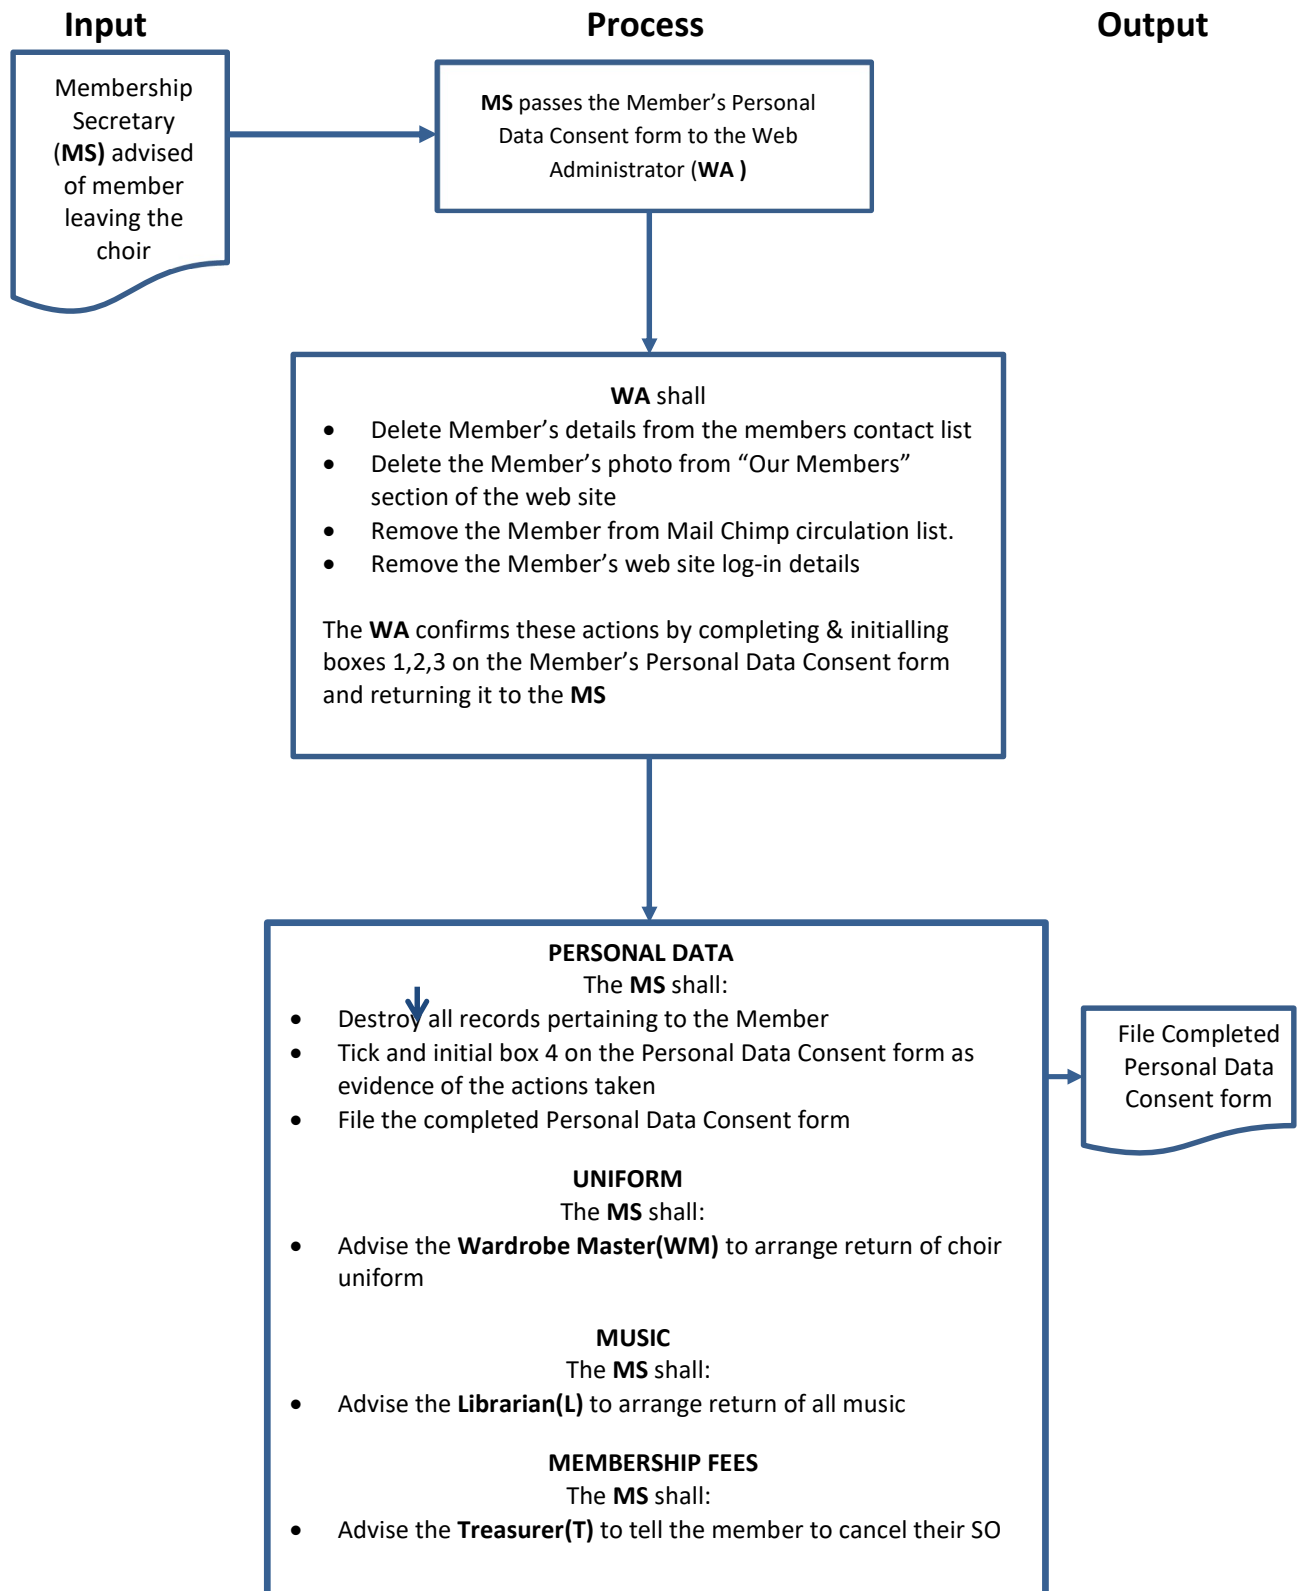 Input Process Output
Membership
Secretary
(MS) advised
of member
leaving the
choir
MS passes the Member’s Personal
Data Consent form to the Web
Administrator (WA )
WA shall
• Delete Member’s details from the members contact list
• Delete the Member’s photo from “Our Members”
section of the web site
• Remove the Member from Mail Chimp circulation list.
• Remove the Member’s web site log-in details
The WA confirms these actions by completing & initialling
boxes 1,2,3 on the Member’s Personal Data Consent form
and returning it to the MS
PERSONAL DATA
The MS shall:
• Destroy all records pertaining to the Member
• Tick and initial box 4 on the Personal Data Consent form as
evidence of the actions taken
• File the completed Personal Data Consent form
UNIFORM
The MS shall:
• Advise the Wardrobe Master(WM) to arrange return of choir
uniform
MUSIC
The MS shall:
• Advise the Librarian(L) to arrange return of all music
MEMBERSHIP FEES
The MS shall:
• Advise the Treasurer(T) to tell the member to cancel their SO
File Completed
Personal Data
Consent form